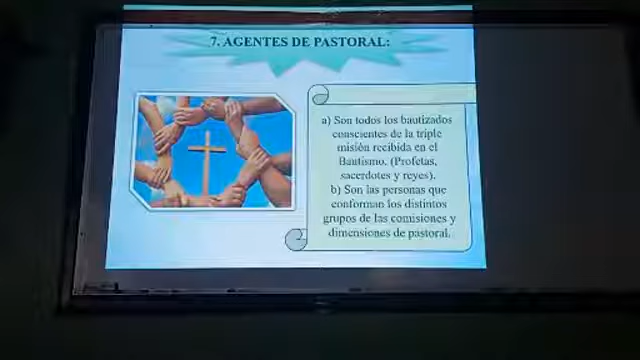 7. AGENTES DE PASTORAL:
a) Son todos los bautizados
conscientes de la triple
misión recibida en el
Bautismo. (Profetas,
sacerdotes y reyes).
b) Son las personas que
conforman los distintos
grupos de las comisiones y
dimensiones de pastoral.